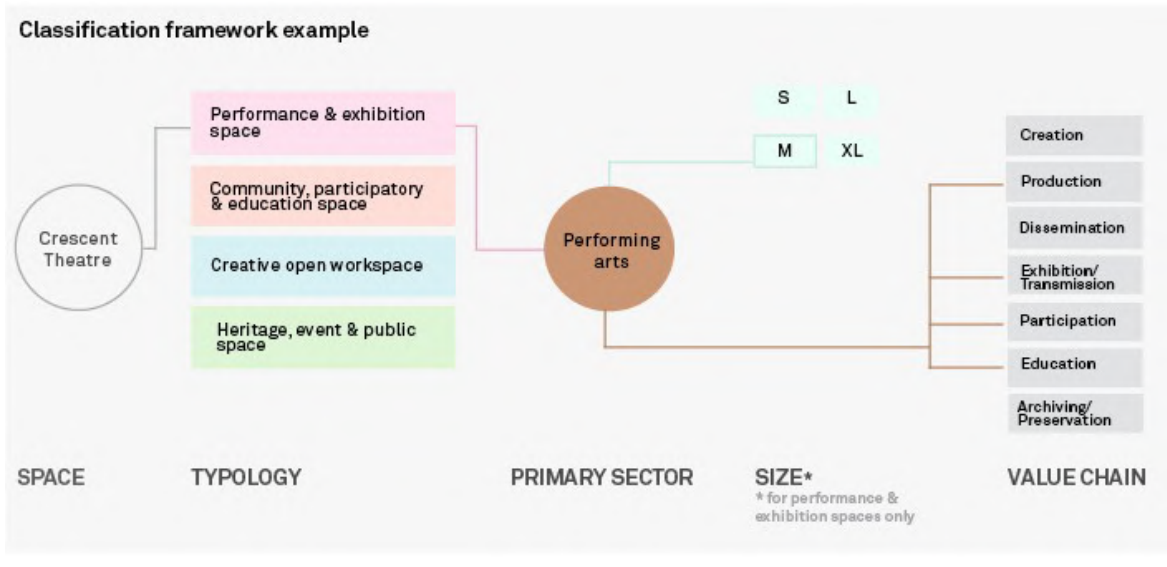 Classification framework example
Crescent
Theatre
Performance & exhibition
space
Community, participatory
& education space
Creative open workspace
Heritage, event & public
space
Performing
arts
S
L
M
XL
Creation
Production
Dissemination
Exhibition/
Transmission
Participation
Education
Archiving/
Preservation
SPACE
TYPOLOGY
PRIMARY SECTOR
SIZE*
* for performance &
exhibition spaces only
VALUE CHAIN